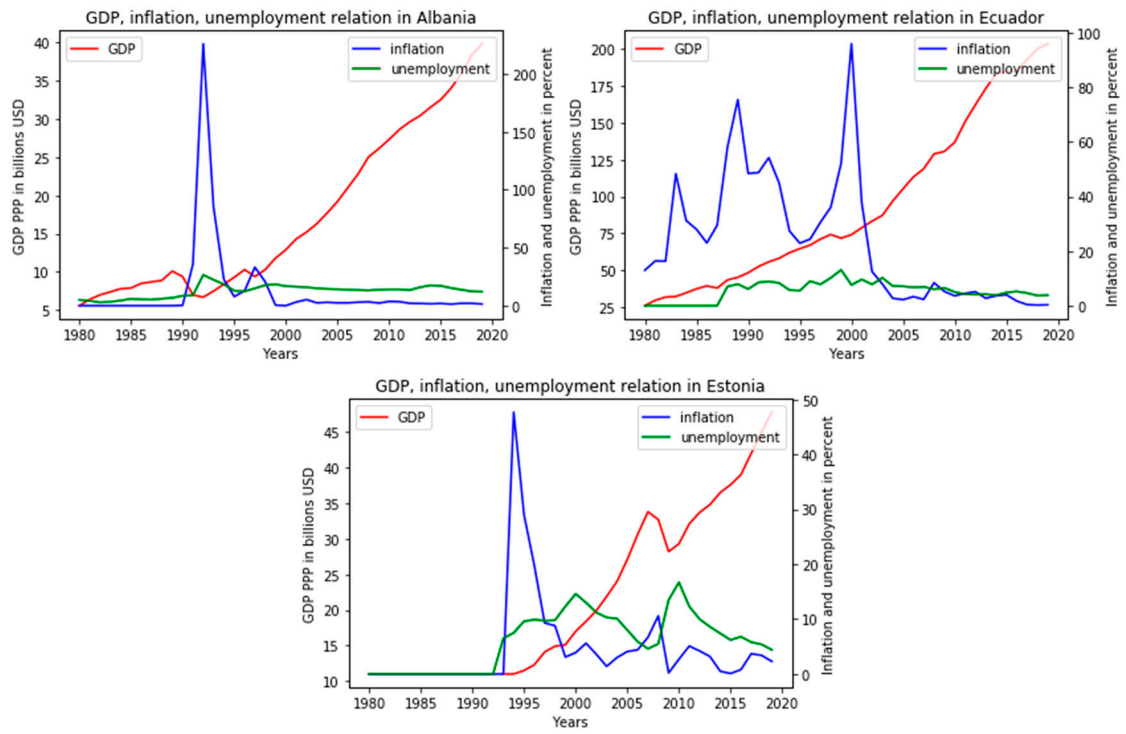 GDP, inflation, unemployment relation in Albania
GDP
inflation
unemployment
40
35
30
25
20
15
10
5
GDP PPP in billions USD
200
150
100
50
0
Inflation and unemployment in percent
1980 1985 1990 1995 2000 2005 2010 2015 2020
Years
GDP, inflation, unemployment relation in Ecuador
GDP
inflation
unemployment
200
175
150
125
100
75
50
25
GDP PPP in billions USD
100
80
60
40
20
0
Inflation and unemployment in percent
1980 1985 1990 1995 2000 2005 2010 2015 2020
Years
GDP, inflation, unemployment relation in Estonia
GDP
inflation
unemployment
45
40
35
30
25
20
15
10
GDP PPP in billions USD
50
40
30
20
10
0
Inflation and unemployment in percent
1980 1985 1990 1995 2000 2005 2010 2015 2020
Years